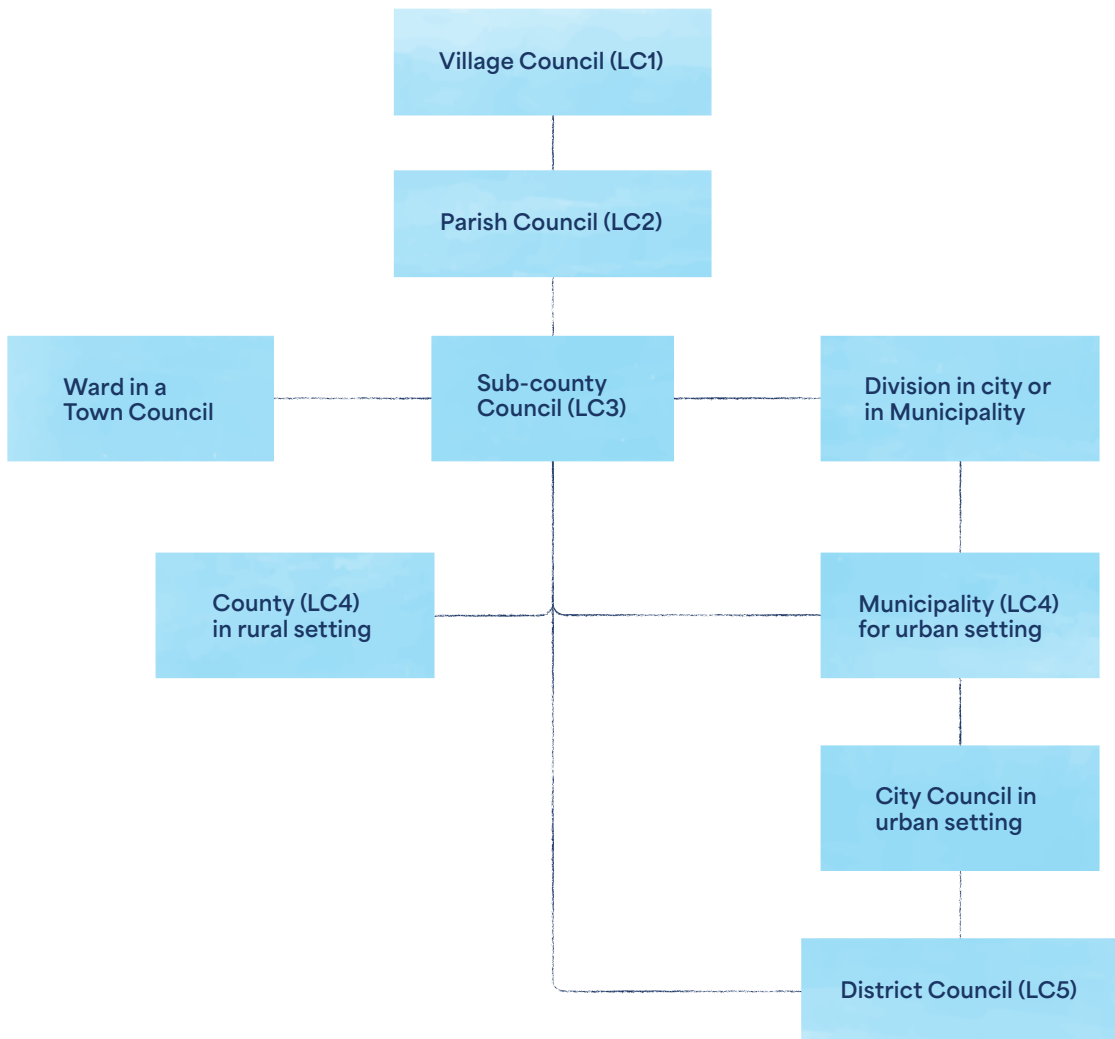 Village Council (LC1)
Parish Council (LC2)
Ward in a
Town Council
Sub-county
Council (LC3)
Division in city or
in Municipality
County (LC4)
in rural setting
Municipality (LC4)
for urban setting
City Council in
urban setting
District Council (LC5)